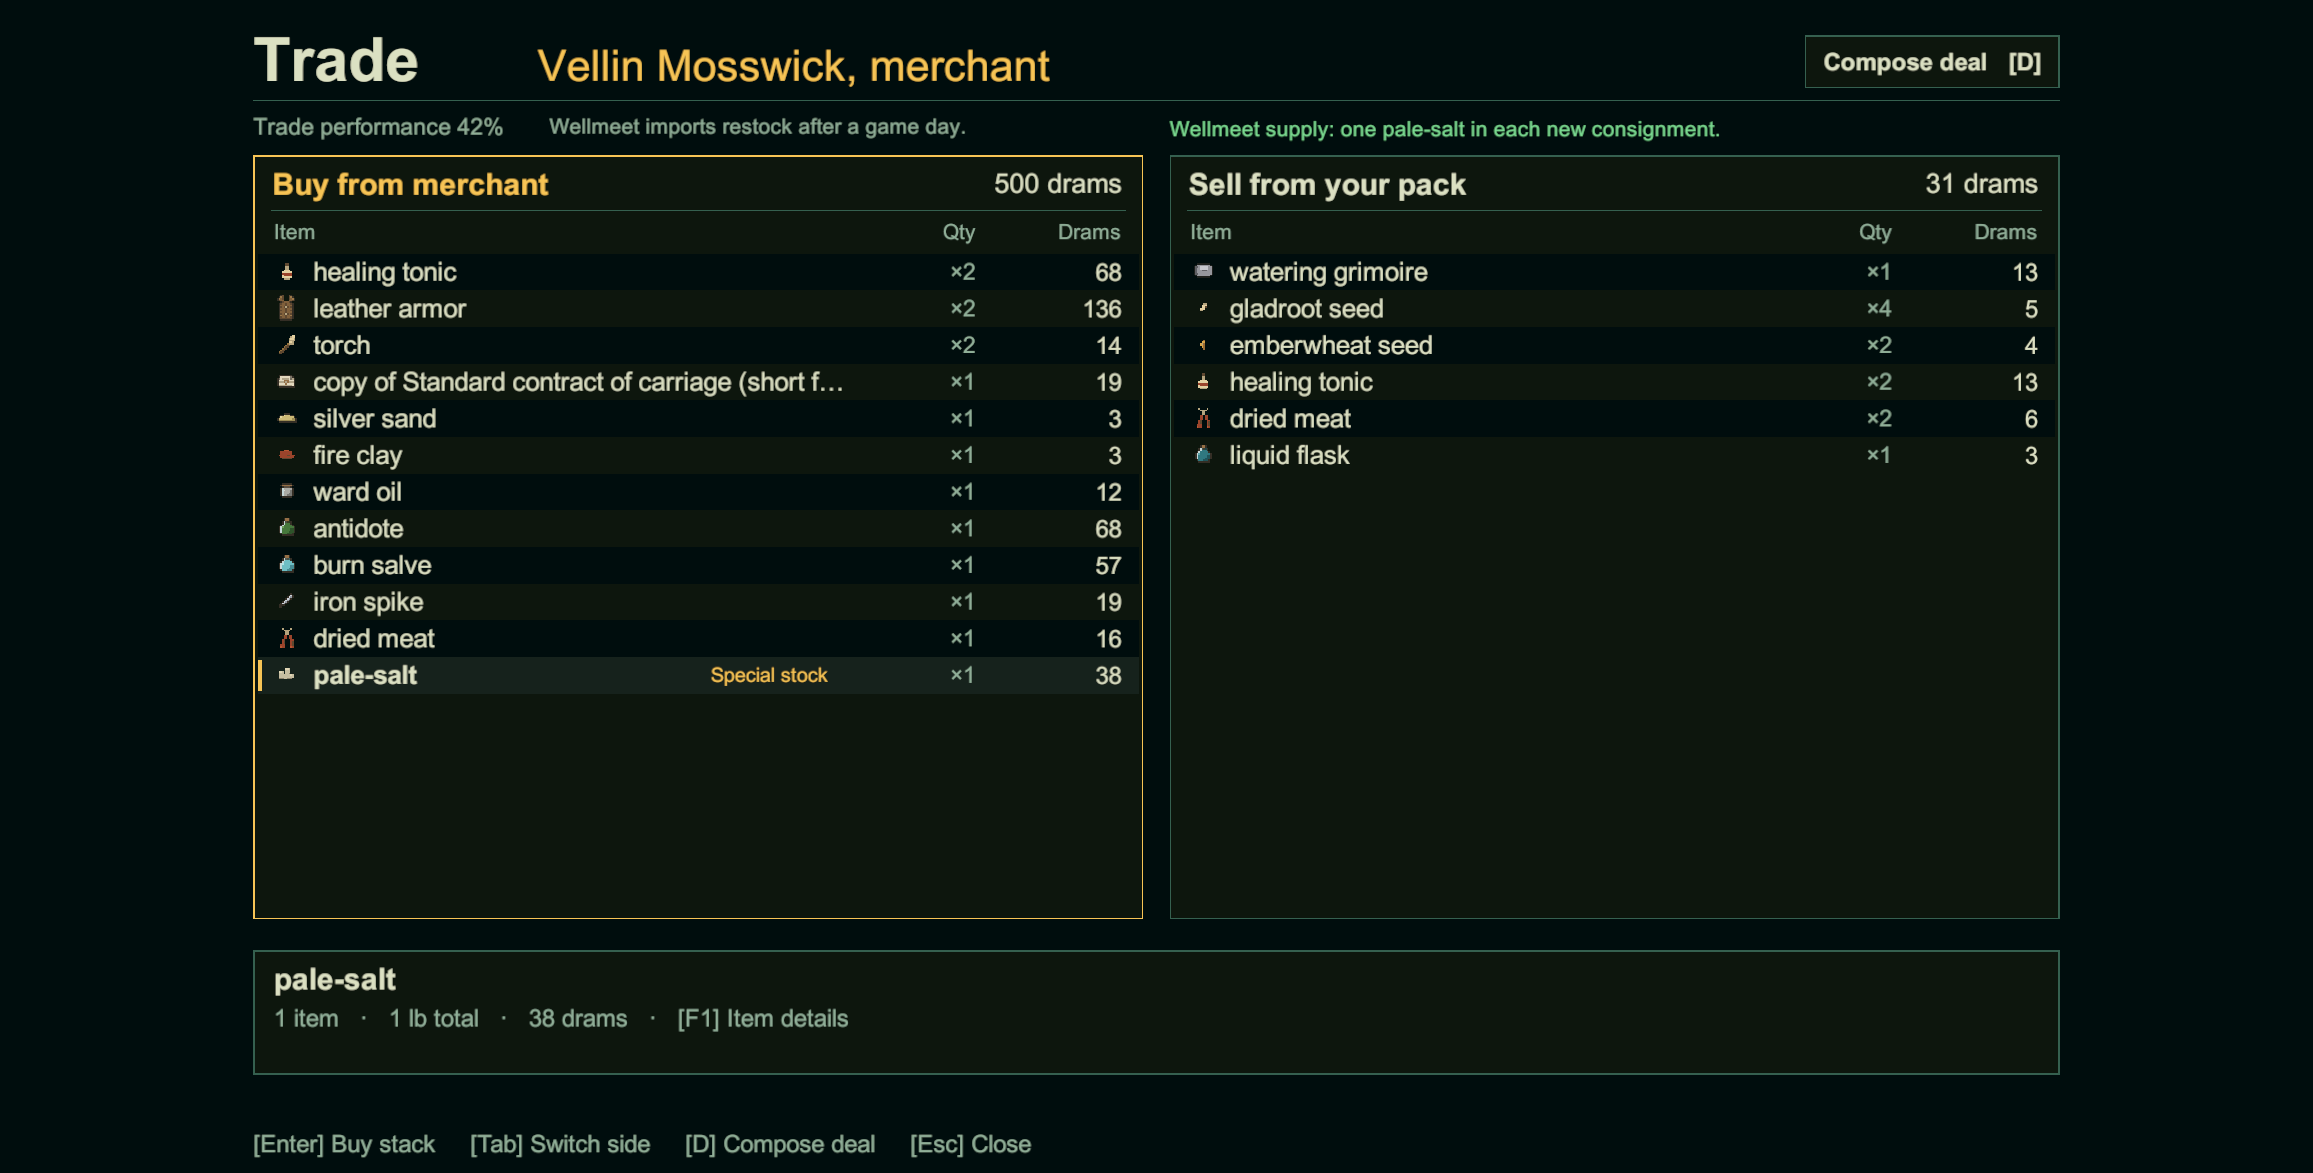 Trade Vellin Mosswick, merchant Compose deal [D]
Trade performance 42% Wellmeet imports restock after a game day. Wellmeet supply: one pale-salt in each new consignment.
Buy from merchant 500 drams
Item Qty Drams
healing tonic ×2 68
leather armor ×2 136
torch ×2 14
copy of Standard contract of carriage (short f… ×1 19
silver sand ×1 3
fire clay ×1 3
ward oil ×1 12
antidote ×1 68
burn salve ×1 57
iron spike ×1 19
dried meat ×1 16
pale-salt Special stock ×1 38
Sell from your pack 31 drams
Item Qty Drams
watering grimoire ×1 13
gladroot seed ×4 5
emberwheat seed ×2 4
healing tonic ×2 13
dried meat ×2 6
liquid flask ×1 3
pale-salt
1 item · 1 lb total · 38 drams · [F1] Item details
[Enter] Buy stack [Tab] Switch side [D] Compose deal [Esc] Close